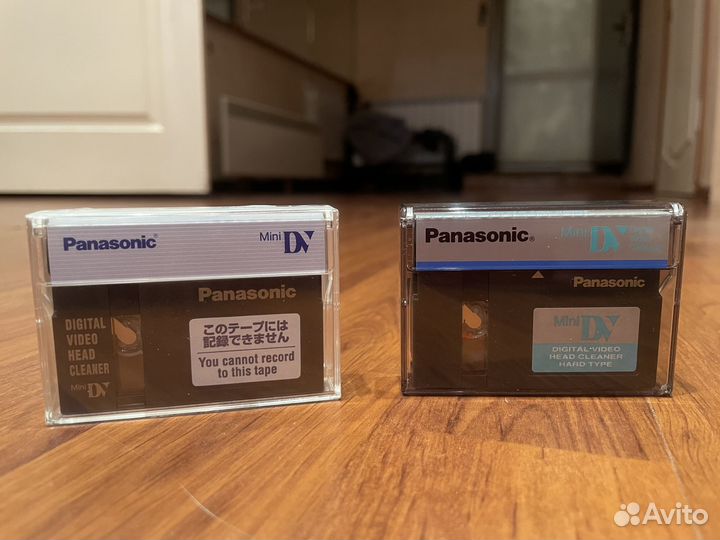 Panasonic
Mini DV
Panasonic
DIGITAL
VIDEO
HEAD
CLEANER
Mini DV
このテープには
記録できません
You cannot record
to this tape
Panasonic
Mini DV
Panasonic
Mini DV
DIGITAL VIDEO
HEAD CLEANER
HARD TYPE
Avito